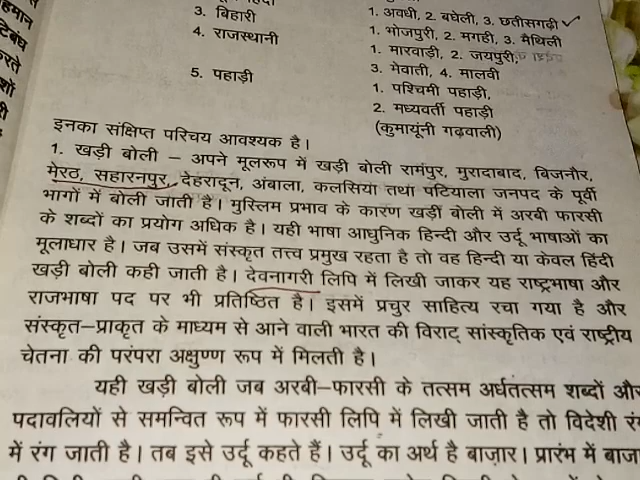 3. बिहारी
1. अवधी, 2. बघेली, 3. छतीसगढ़ी
4. राजस्थानी
1. भोजपुरी, 2. मगही, 3. मैथिली
1. मारवाड़ी, 2. जयपुरी,
5. पहाड़ी
3. मेवाती, 4. मालवी
1. पश्चिमी पहाड़ी,
2. मध्यवर्ती पहाड़ी
(कुमायूंनी गढ़वाली)
इनका संक्षिप्त परिचय आवश्यक है।
1. खड़ी बोली – अपने मूलरूप में खड़ी बोली रामंपुर, मुरादाबाद, बिजनौर,
मेरठ, सहारनपुर, देहरादून, अंबाला, कलसिया तथा पटियाला जनपद के पूर्वी
भागों में बोली जाती है। मुस्लिम प्रभाव के कारण खड़ी बोली में अरबी फारसी
के शब्दों का प्रयोग अधिक है। यही भाषा आधुनिक हिन्दी और उर्दू भाषाओं का
मूलाधार है। जब उसमें संस्कृत तत्त्व प्रमुख रहता है तो वह हिन्दी या केवल हिंदी
खड़ी बोली कही जाती है। देवनागरी लिपि में लिखी जाकर यह राष्ट्रभाषा और
राजभाषा पद पर भी प्रतिष्ठित है। इसमें प्रचुर साहित्य रचा गया है और
संस्कृत–प्राकृत के माध्यम से आने वाली भारत की विराट् सांस्कृतिक एवं राष्ट्रीय
चेतना की परंपरा अक्षुण्ण रूप में मिलती है।
यही खड़ी बोली जब अरबी–फारसी के तत्सम अर्धतत्सम शब्दों और
पदावलियों से समन्वित रूप में फारसी लिपि में लिखी जाती है तो विदेशी
में रंग जाती है। तब इसे उर्दू कहते हैं। उर्दू का अर्थ है बाज़ार। प्रारंभ में